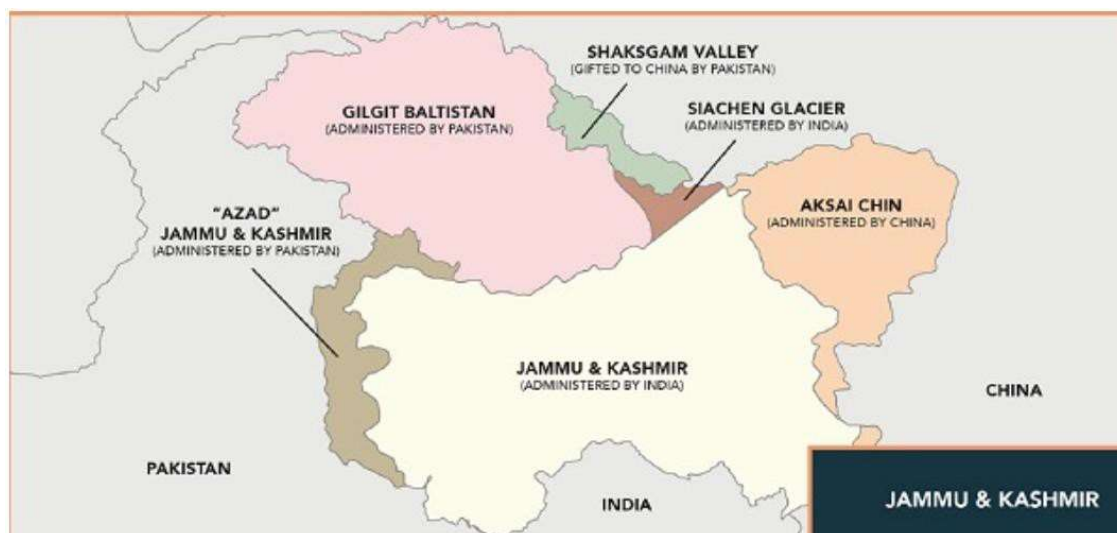 SHAKSGAM VALLEY
(GIFTED TO CHINA BY PAKISTAN)
GILGIT BALTISTAN
(ADMINISTERED BY PAKISTAN)
SIACHEN GLACIER
(ADMINISTERED BY INDIA)
"AZAD"
JAMMU & KASHMIR
(ADMINISTERED BY PAKISTAN)
AKSAI CHIN
(ADMINISTERED BY CHINA)
JAMMU & KASHMIR
(ADMINISTERED BY INDIA)
CHINA
PAKISTAN
INDIA
JAMMU & KASHMIR